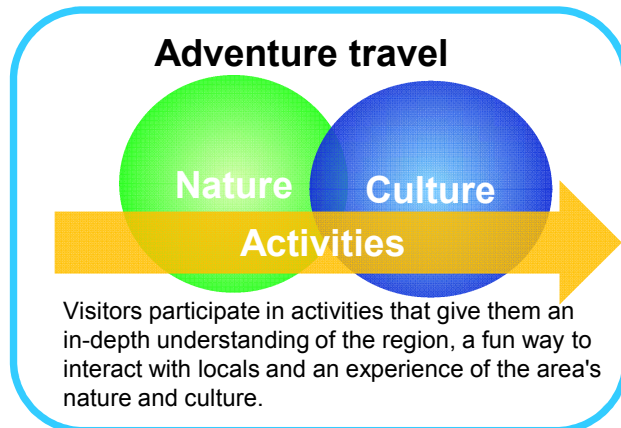 Adventure travel
Nature
Culture
Activities
Visitors participate in activities that give them an
in-depth understanding of the region, a fun way to
interact with locals and an experience of the area's
nature and culture.